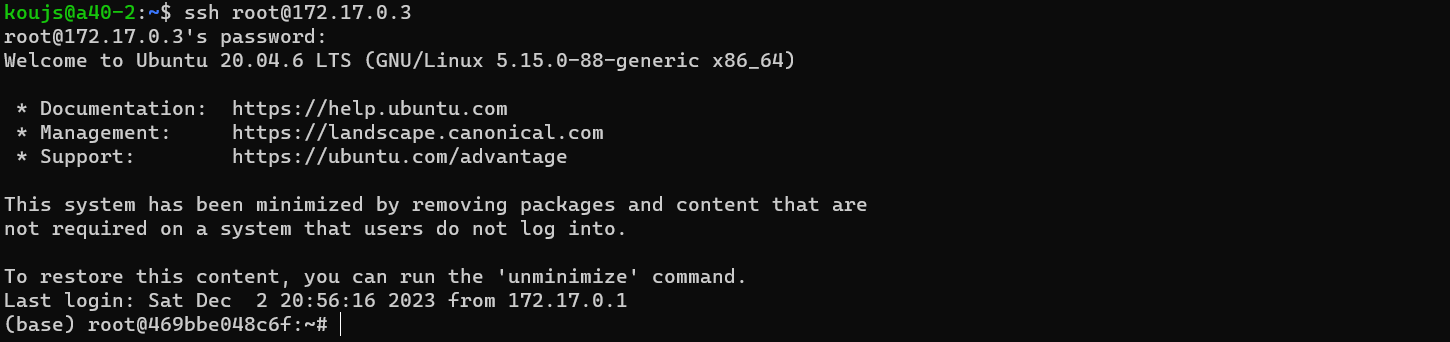 koujs@a40-2:~$ ssh root@172.17.0.3
root@172.17.0.3's password:
Welcome to Ubuntu 20.04.6 LTS (GNU/Linux 5.15.0-88-generic x86_64)

 * Documentation:  https://help.ubuntu.com
 * Management:     https://landscape.canonical.com
 * Support:        https://ubuntu.com/advantage

This system has been minimized by removing packages and content that are
not required on a system that users do not log into.

To restore this content, you can run the 'unminimize' command.
Last login: Sat Dec  2 20:56:16 2023 from 172.17.0.1
(base) root@469bbe048c6f:~#